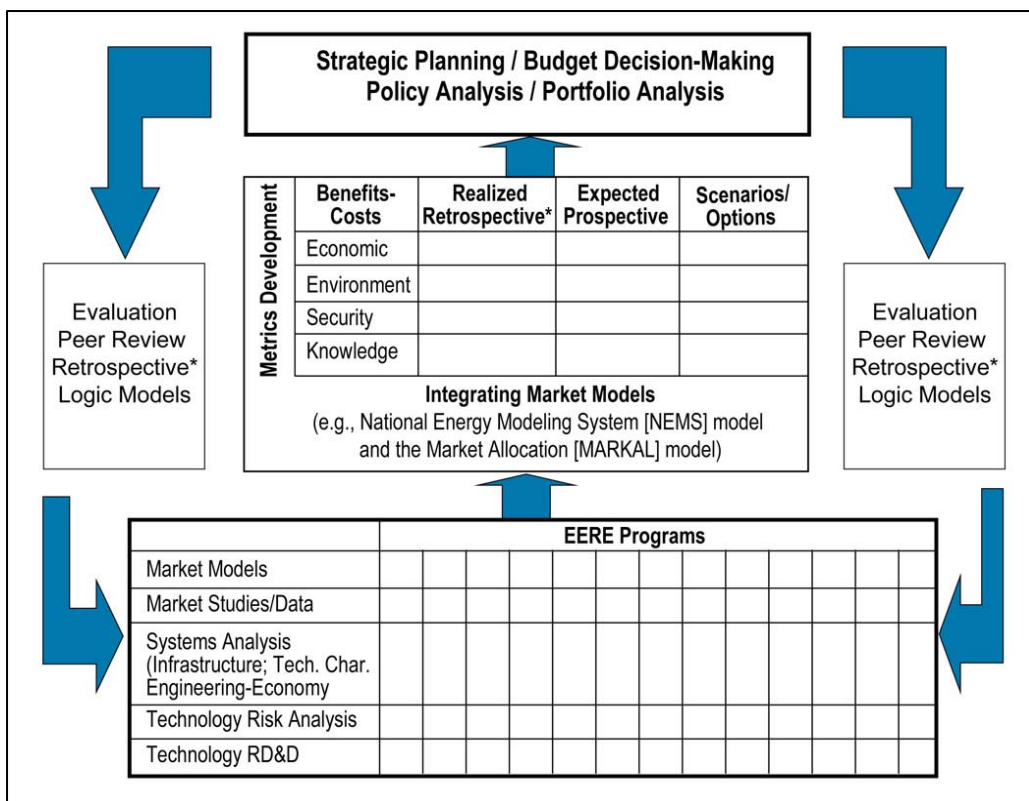 Strategic Planning / Budget Decision-Making
Policy Analysis / Portfolio Analysis
Metrics Development
Benefits-
Costs
Realized
Retrospective*
Expected
Prospective
Scenarios/
Options
Economic
Environment
Security
Knowledge
Integrating Market Models
(e.g., National Energy Modeling System [NEMS] model
and the Market Allocation [MARKAL] model)
Evaluation
Peer Review
Retrospective*
Logic Models
Evaluation
Peer Review
Retrospective*
Logic Models
EERE Programs
Market Models
Market Studies/Data
Systems Analysis
(Infrastructure; Tech. Char.
Engineering-Economy
Technology Risk Analysis
Technology RD&D